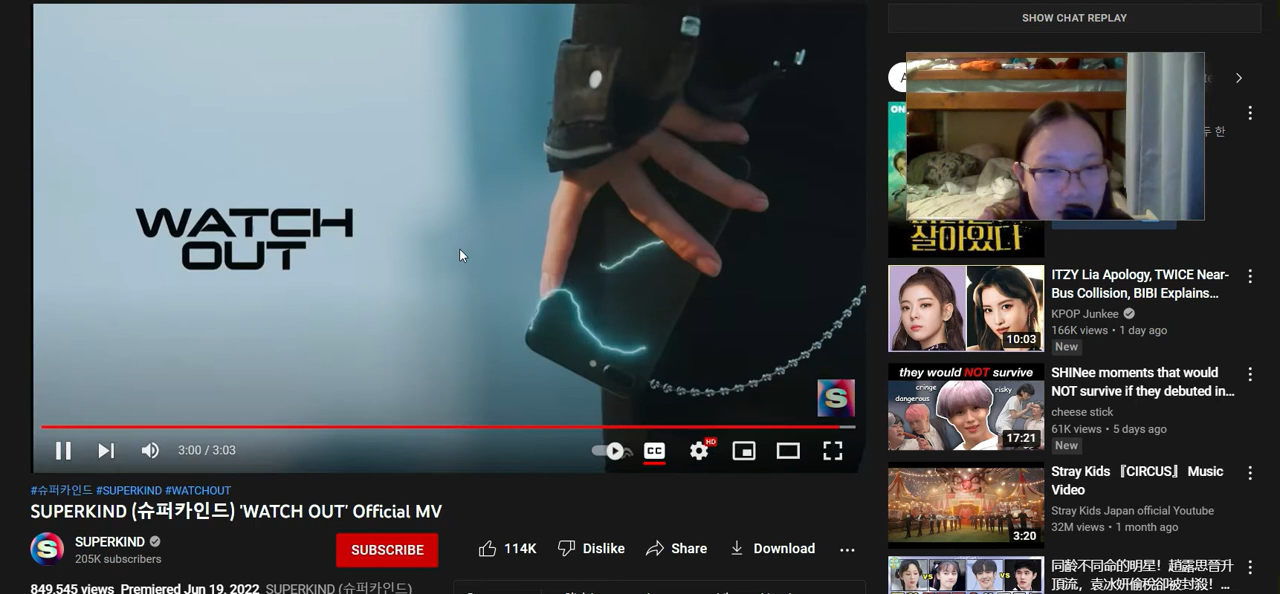 WATCH
OUT
S
3:00 / 3:03
CC
HD
#슈퍼카인드 #SUPERKIND #WATCHOUT
SUPERKIND (슈퍼카인드) 'WATCH OUT' Official MV
S
SUPERKIND
205K subscribers
SUBSCRIBE
114K
Dislike
Share
Download
849,545 views Premiered Jun 19, 2022 SUPERKIND (슈퍼카인드)
SHOW CHAT REPLAY
ON
두 한
살아있다
ITZY Lia Apology, TWICE Near-
Bus Collision, BIBI Explains...
KPOP Junkee
166K views • 1 day ago
New
10:03
they would NOT survive
cringe
dangerous
risky
17:21
SHINee moments that would
NOT survive if they debuted in...
cheese stick
61K views • 5 days ago
New
3:20
Stray Kids 『CIRCUS』 Music
Video
Stray Kids Japan official Youtube
32M views • 1 month ago
vs
vs
同齡不同命的明星！趙露思晉升
頂流，袁冰妍偷稅卻被封殺！...